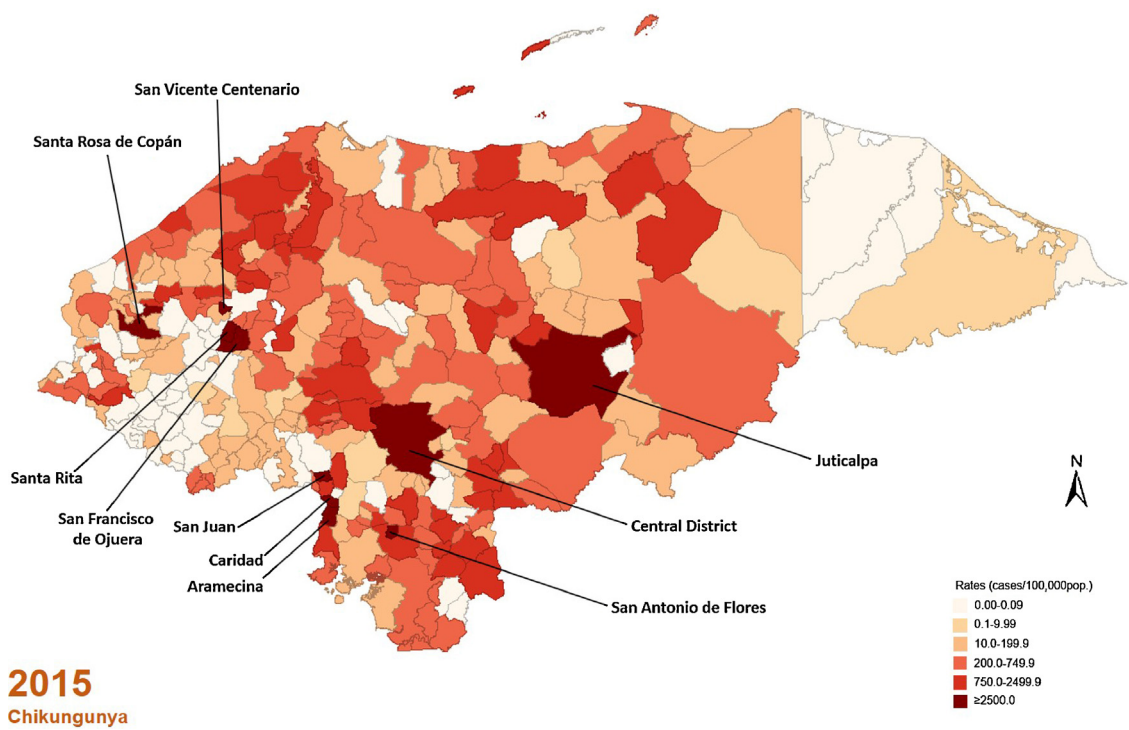 San Vicente Centenario
Santa Rosa de Copán
Santa Rita
San Francisco
de Ojuera
San Juan
Caridad
Aramecina
Juticalpa
Central District
San Antonio de Flores
N
Rates (cases/100,000pop.)
0.00-0.09
0.1-9.99
10.0-199.9
200.0-749.9
750.0-2499.9
≥2500.0
2015
Chikungunya